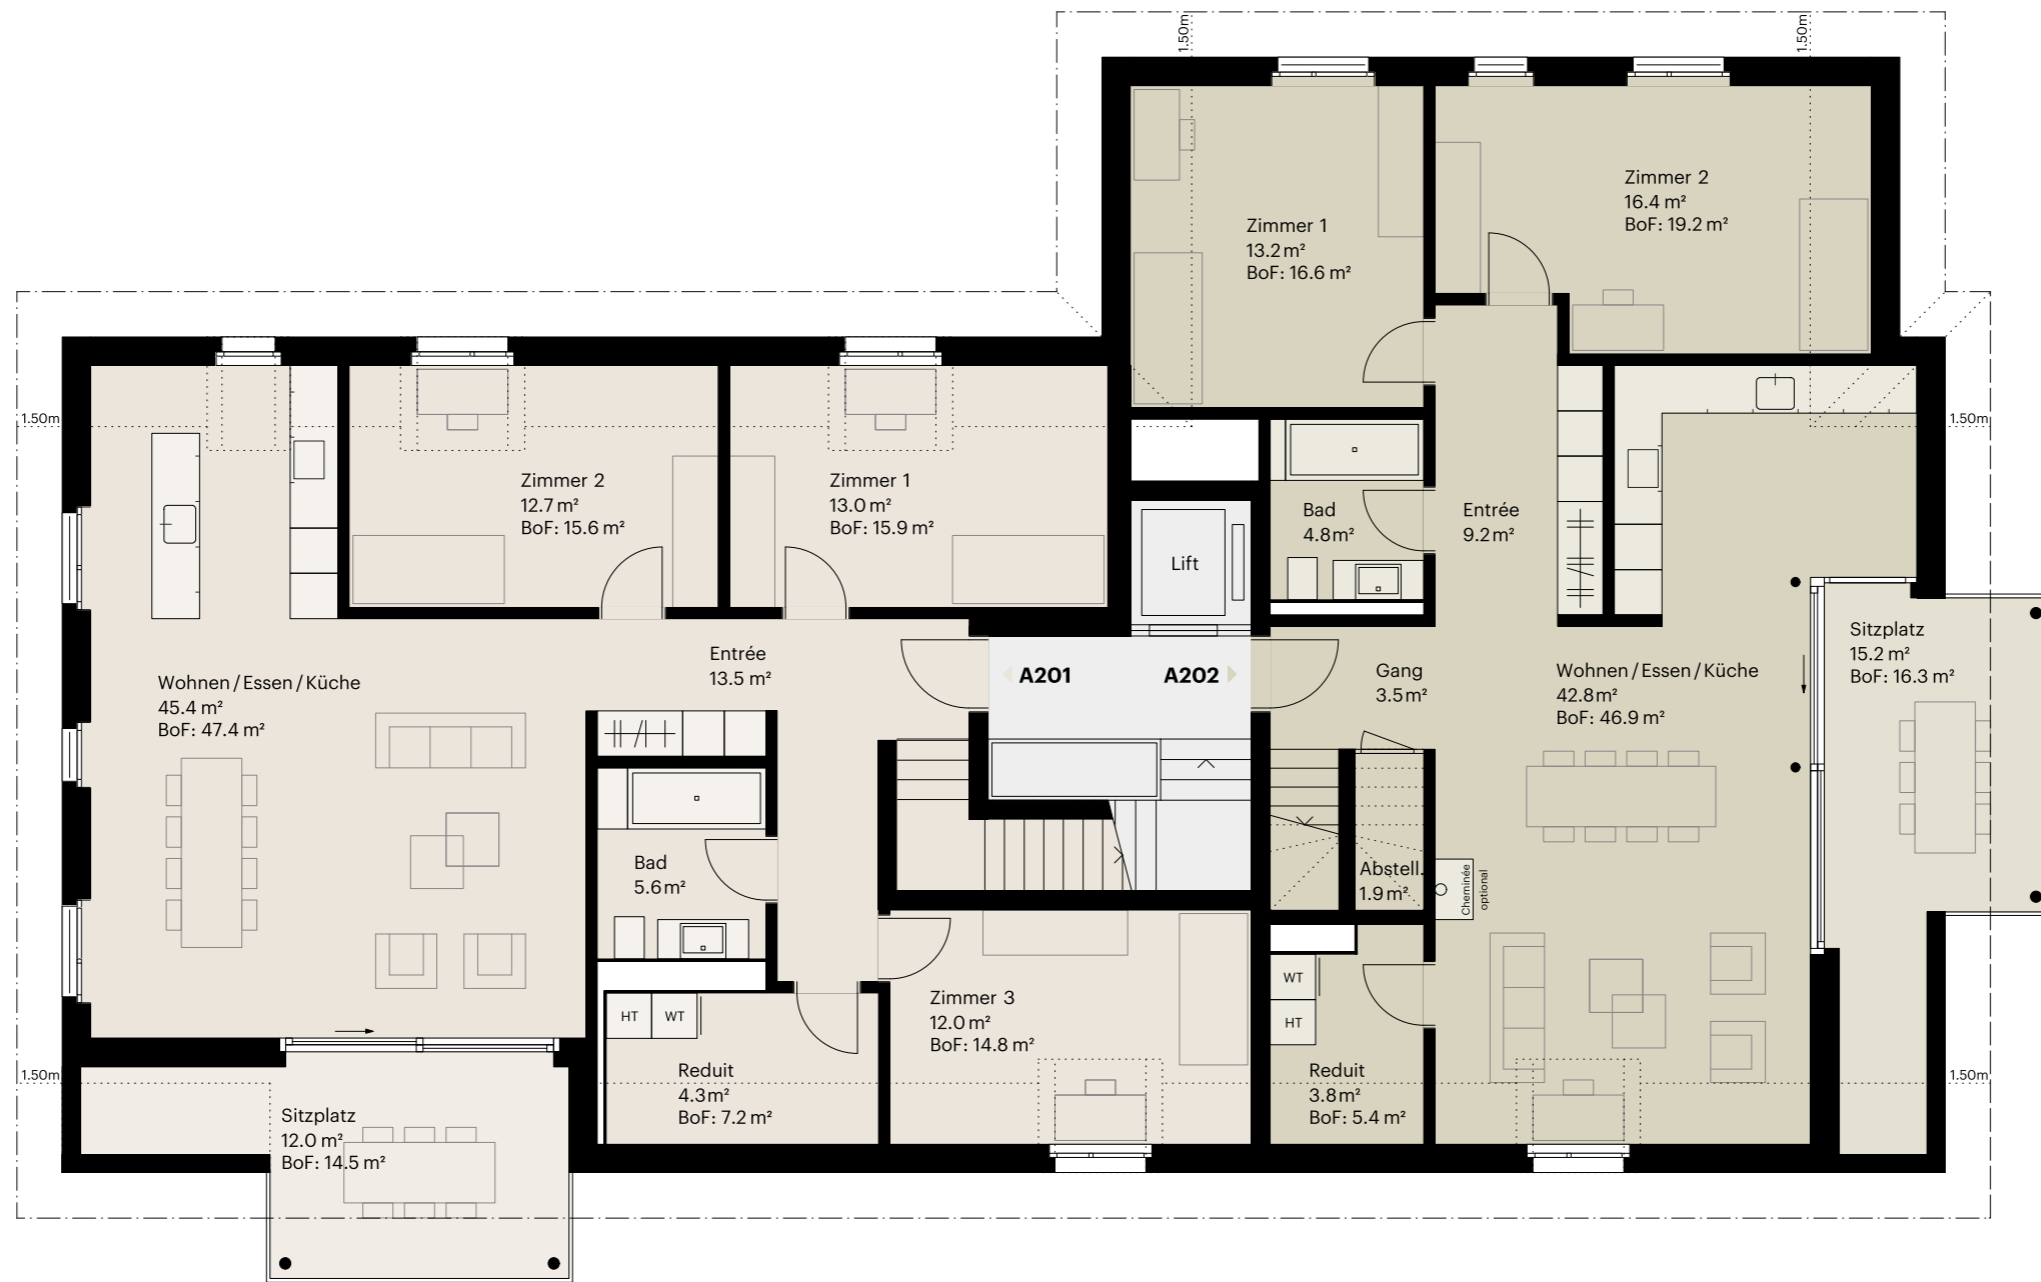 1.50m
1.50m
Zimmer 2
16.4 m²
BoF: 19.2 m²
Zimmer 1
13.2 m²
BoF: 16.6 m²
1.50m
1.50m
Zimmer 2
12.7 m²
BoF: 15.6 m²
Zimmer 1
13.0 m²
BoF: 15.9 m²
Lift
Bad
4.8 m²
Entrée
9.2 m²
Wohnen / Essen / Küche
45.4 m²
BoF: 47.4 m²
Entrée
13.5 m²
A201
A202
Gang
3.5 m²
Wohnen / Essen / Küche
42.8 m²
BoF: 46.9 m²
Sitzplatz
15.2 m²
BoF: 16.3 m²
Bad
5.6 m²
Abstell.
1.9 m²
Cheminée
optional
HT
WT
Zimmer 3
12.0 m²
BoF: 14.8 m²
WT
HT
Reduit
4.3 m²
BoF: 7.2 m²
Reduit
3.8 m²
BoF: 5.4 m²
1.50m
1.50m
Sitzplatz
12.0 m²
BoF: 14.5 m²